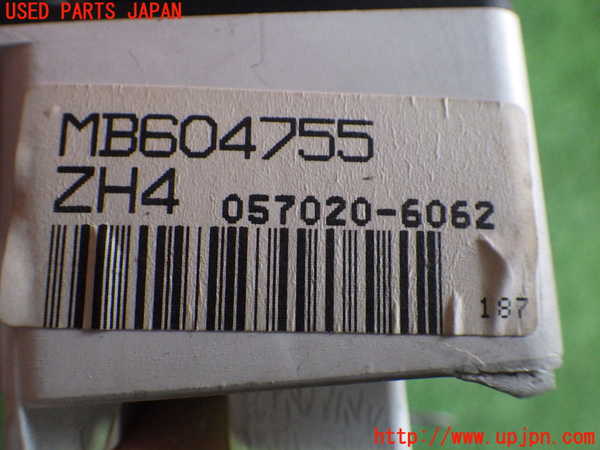 USED PARTS JAPAN
MB604755
ZH4 057020-6062
187
http://www.upjpn.com/